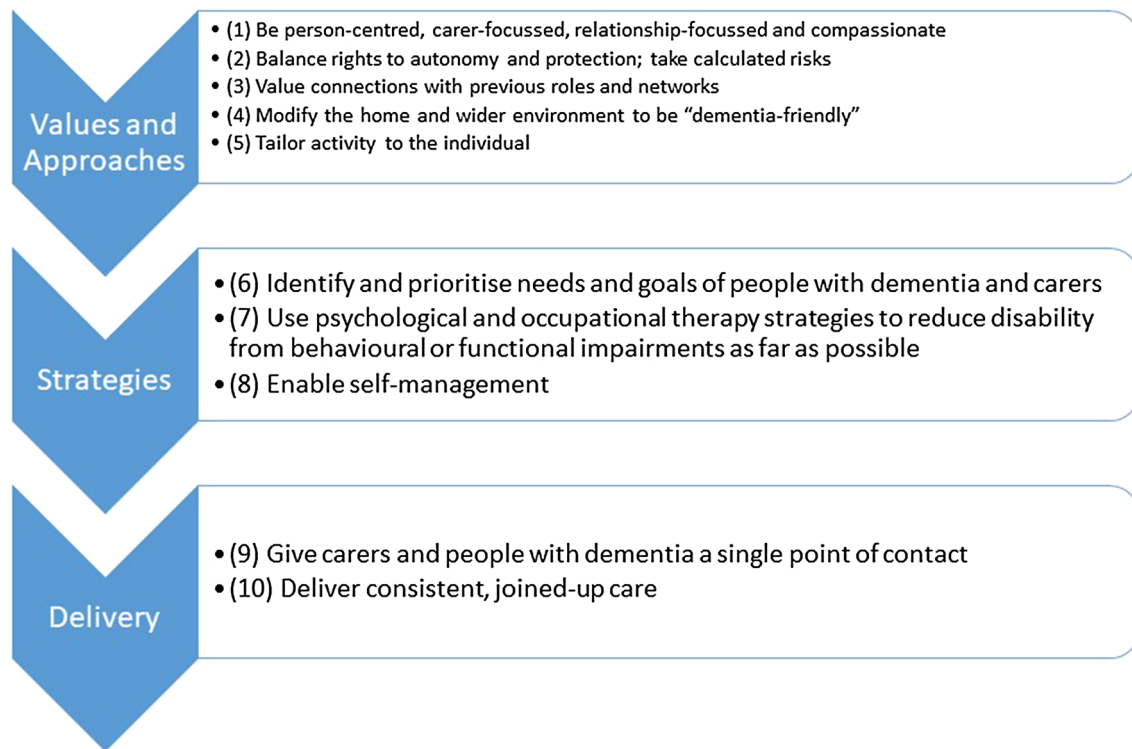 Values and
Approaches
• (1) Be person-centred, carer-focussed, relationship-focussed and compassionate
• (2) Balance rights to autonomy and protection; take calculated risks
• (3) Value connections with previous roles and networks
• (4) Modify the home and wider environment to be “dementia-friendly”
• (5) Tailor activity to the individual
Strategies
• (6) Identify and prioritise needs and goals of people with dementia and carers
• (7) Use psychological and occupational therapy strategies to reduce disability
from behavioural or functional impairments as far as possible
• (8) Enable self-management
Delivery
• (9) Give carers and people with dementia a single point of contact
• (10) Deliver consistent, joined-up care